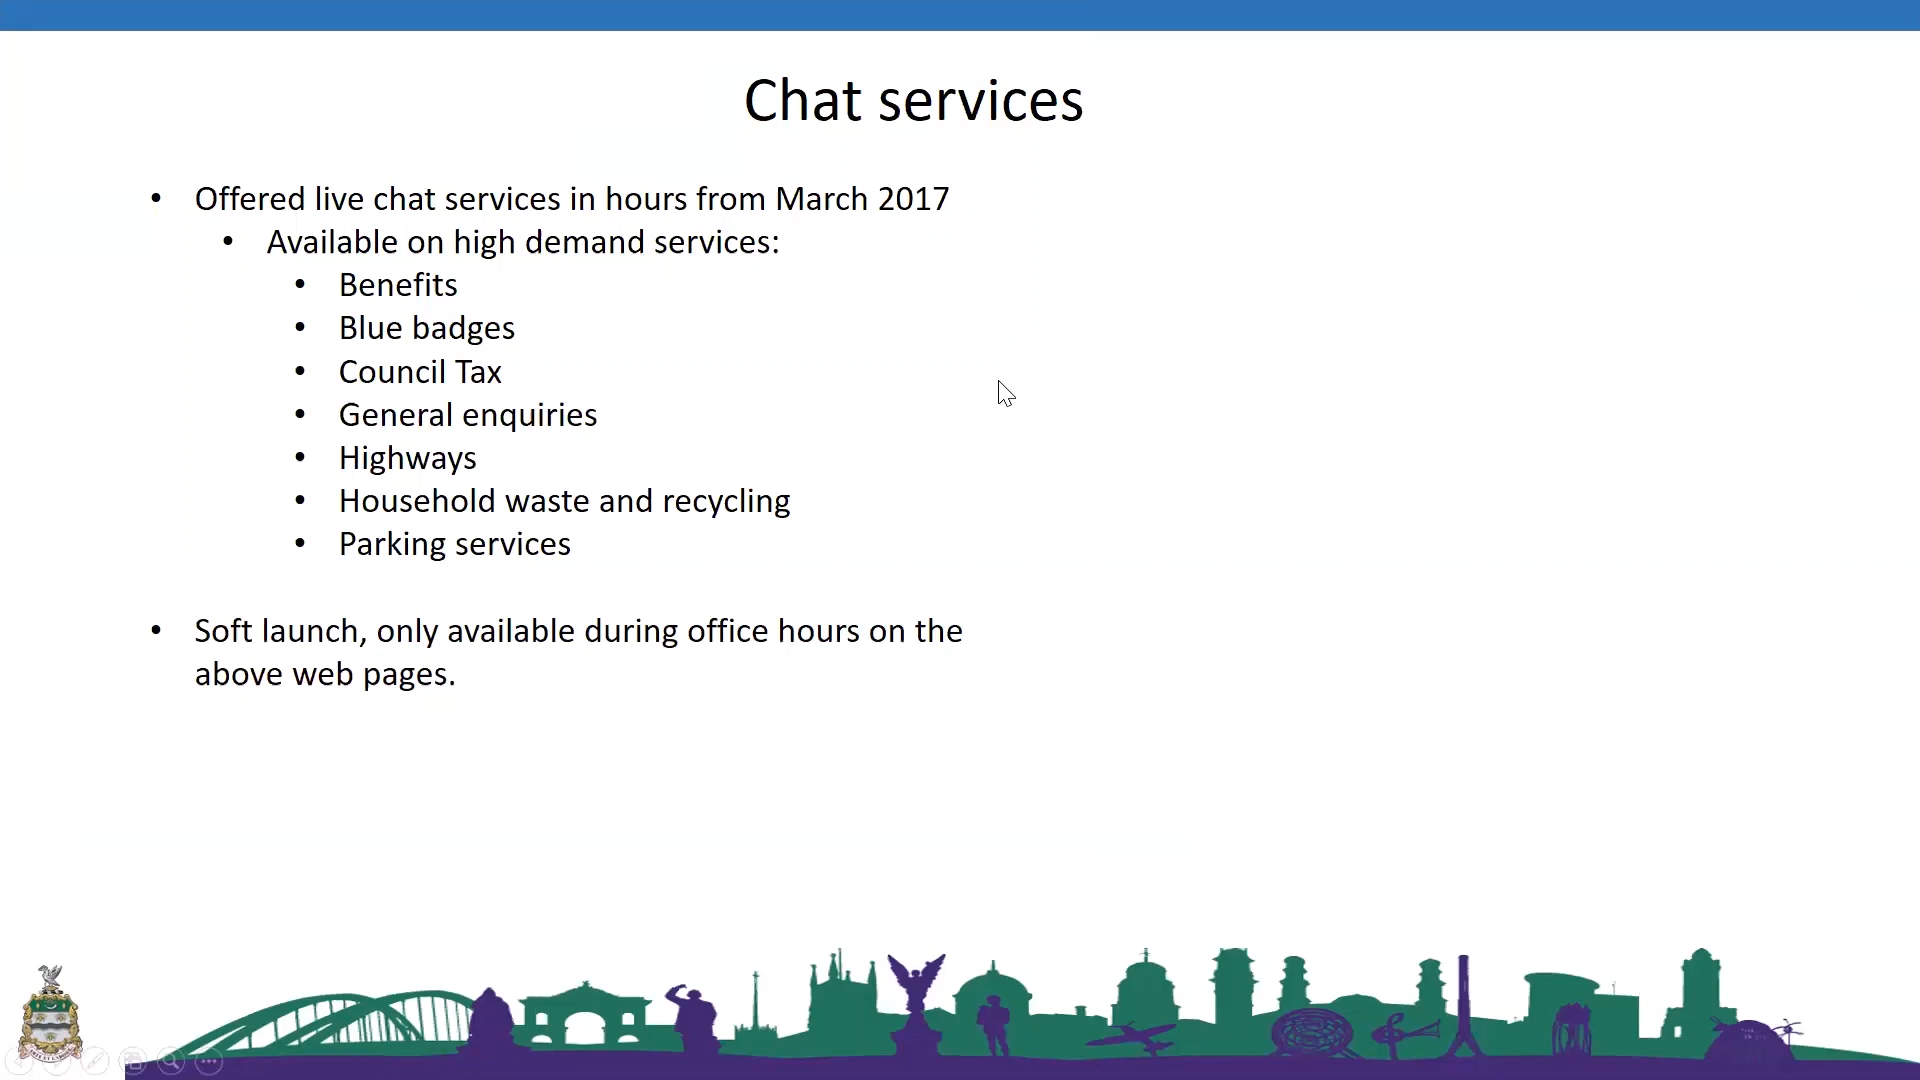 Chat services
• Offered live chat services in hours from March 2017
• Available on high demand services:
• Benefits
• Blue badges
• Council Tax
• General enquiries
• Highways
• Household waste and recycling
• Parking services
• Soft launch, only available during office hours on the
above web pages.